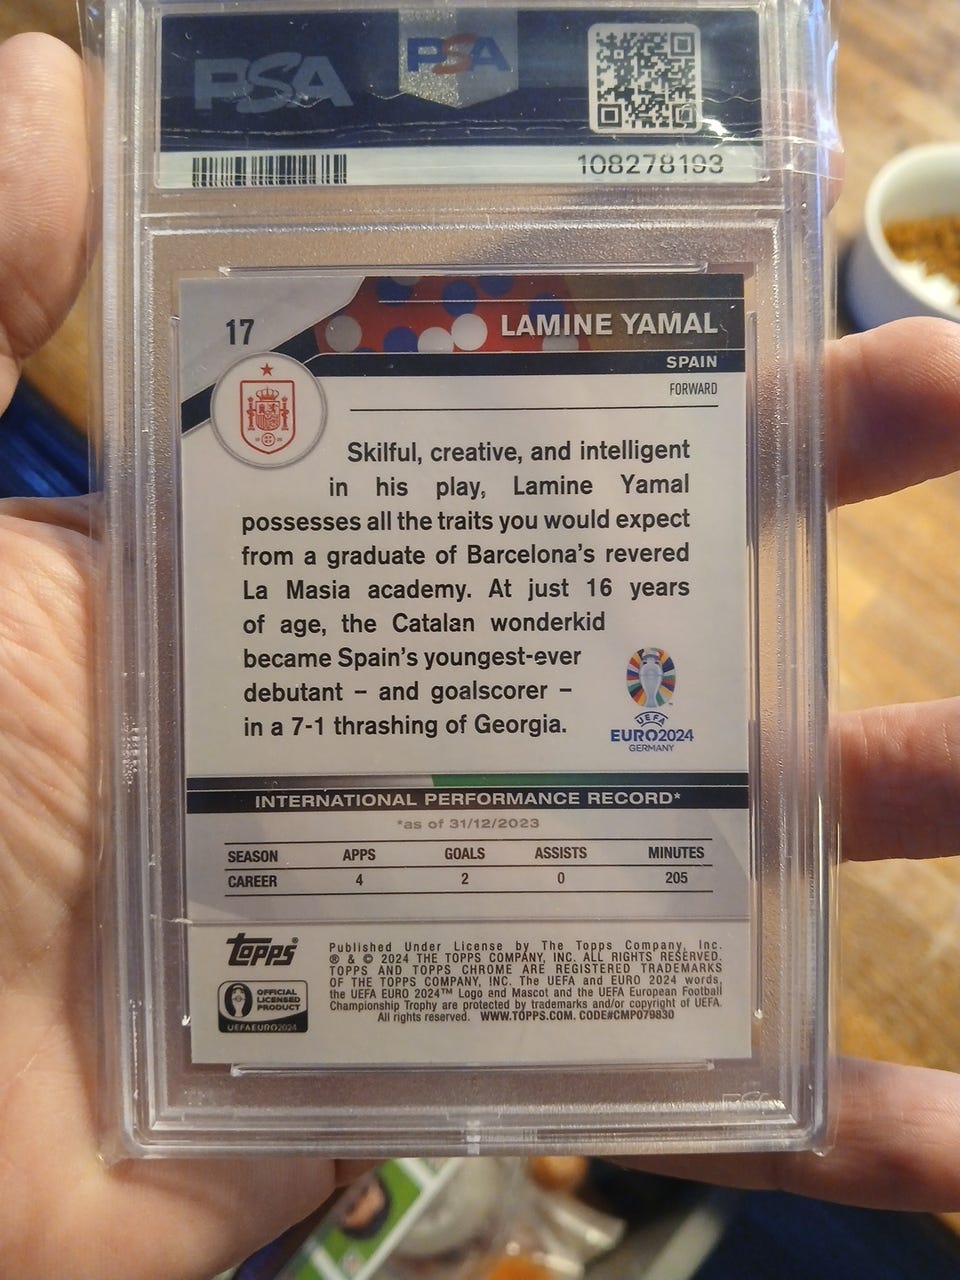 PSA
PSA
108278193
17
LAMINE YAMAL
SPAIN
FORWARD
Skilful, creative, and intelligent
in his play, Lamine Yamal
possesses all the traits you would expect
from a graduate of Barcelona's revered
La Masia academy. At just 16 years
of age, the Catalan wonderkid
became Spain's youngest-ever
debutant – and goalscorer –
in a 7-1 thrashing of Georgia.
UEFA
EURO2024
GERMANY
INTERNATIONAL PERFORMANCE RECORD*
*as of 31/12/2023
SEASON APPS GOALS ASSISTS MINUTES
CAREER 4 2 0 205
topps®
OFFICIAL
LICENSED
PRODUCT
UEFAEURO2024
Published Under License by The Topps Company, Inc.
® & © 2024 THE TOPPS COMPANY, INC. ALL RIGHTS RESERVED.
TOPPS AND TOPPS CHROME ARE REGISTERED TRADEMARKS
OF THE TOPPS COMPANY, INC. The UEFA and EURO 2024 words,
the UEFA EURO 2024™ Logo and Mascot and the UEFA European Football
Championship Trophy are protected by trademarks and/or copyright of UEFA.
All rights reserved. WWW.TOPPS.COM. CODE#CMP079830
PSA